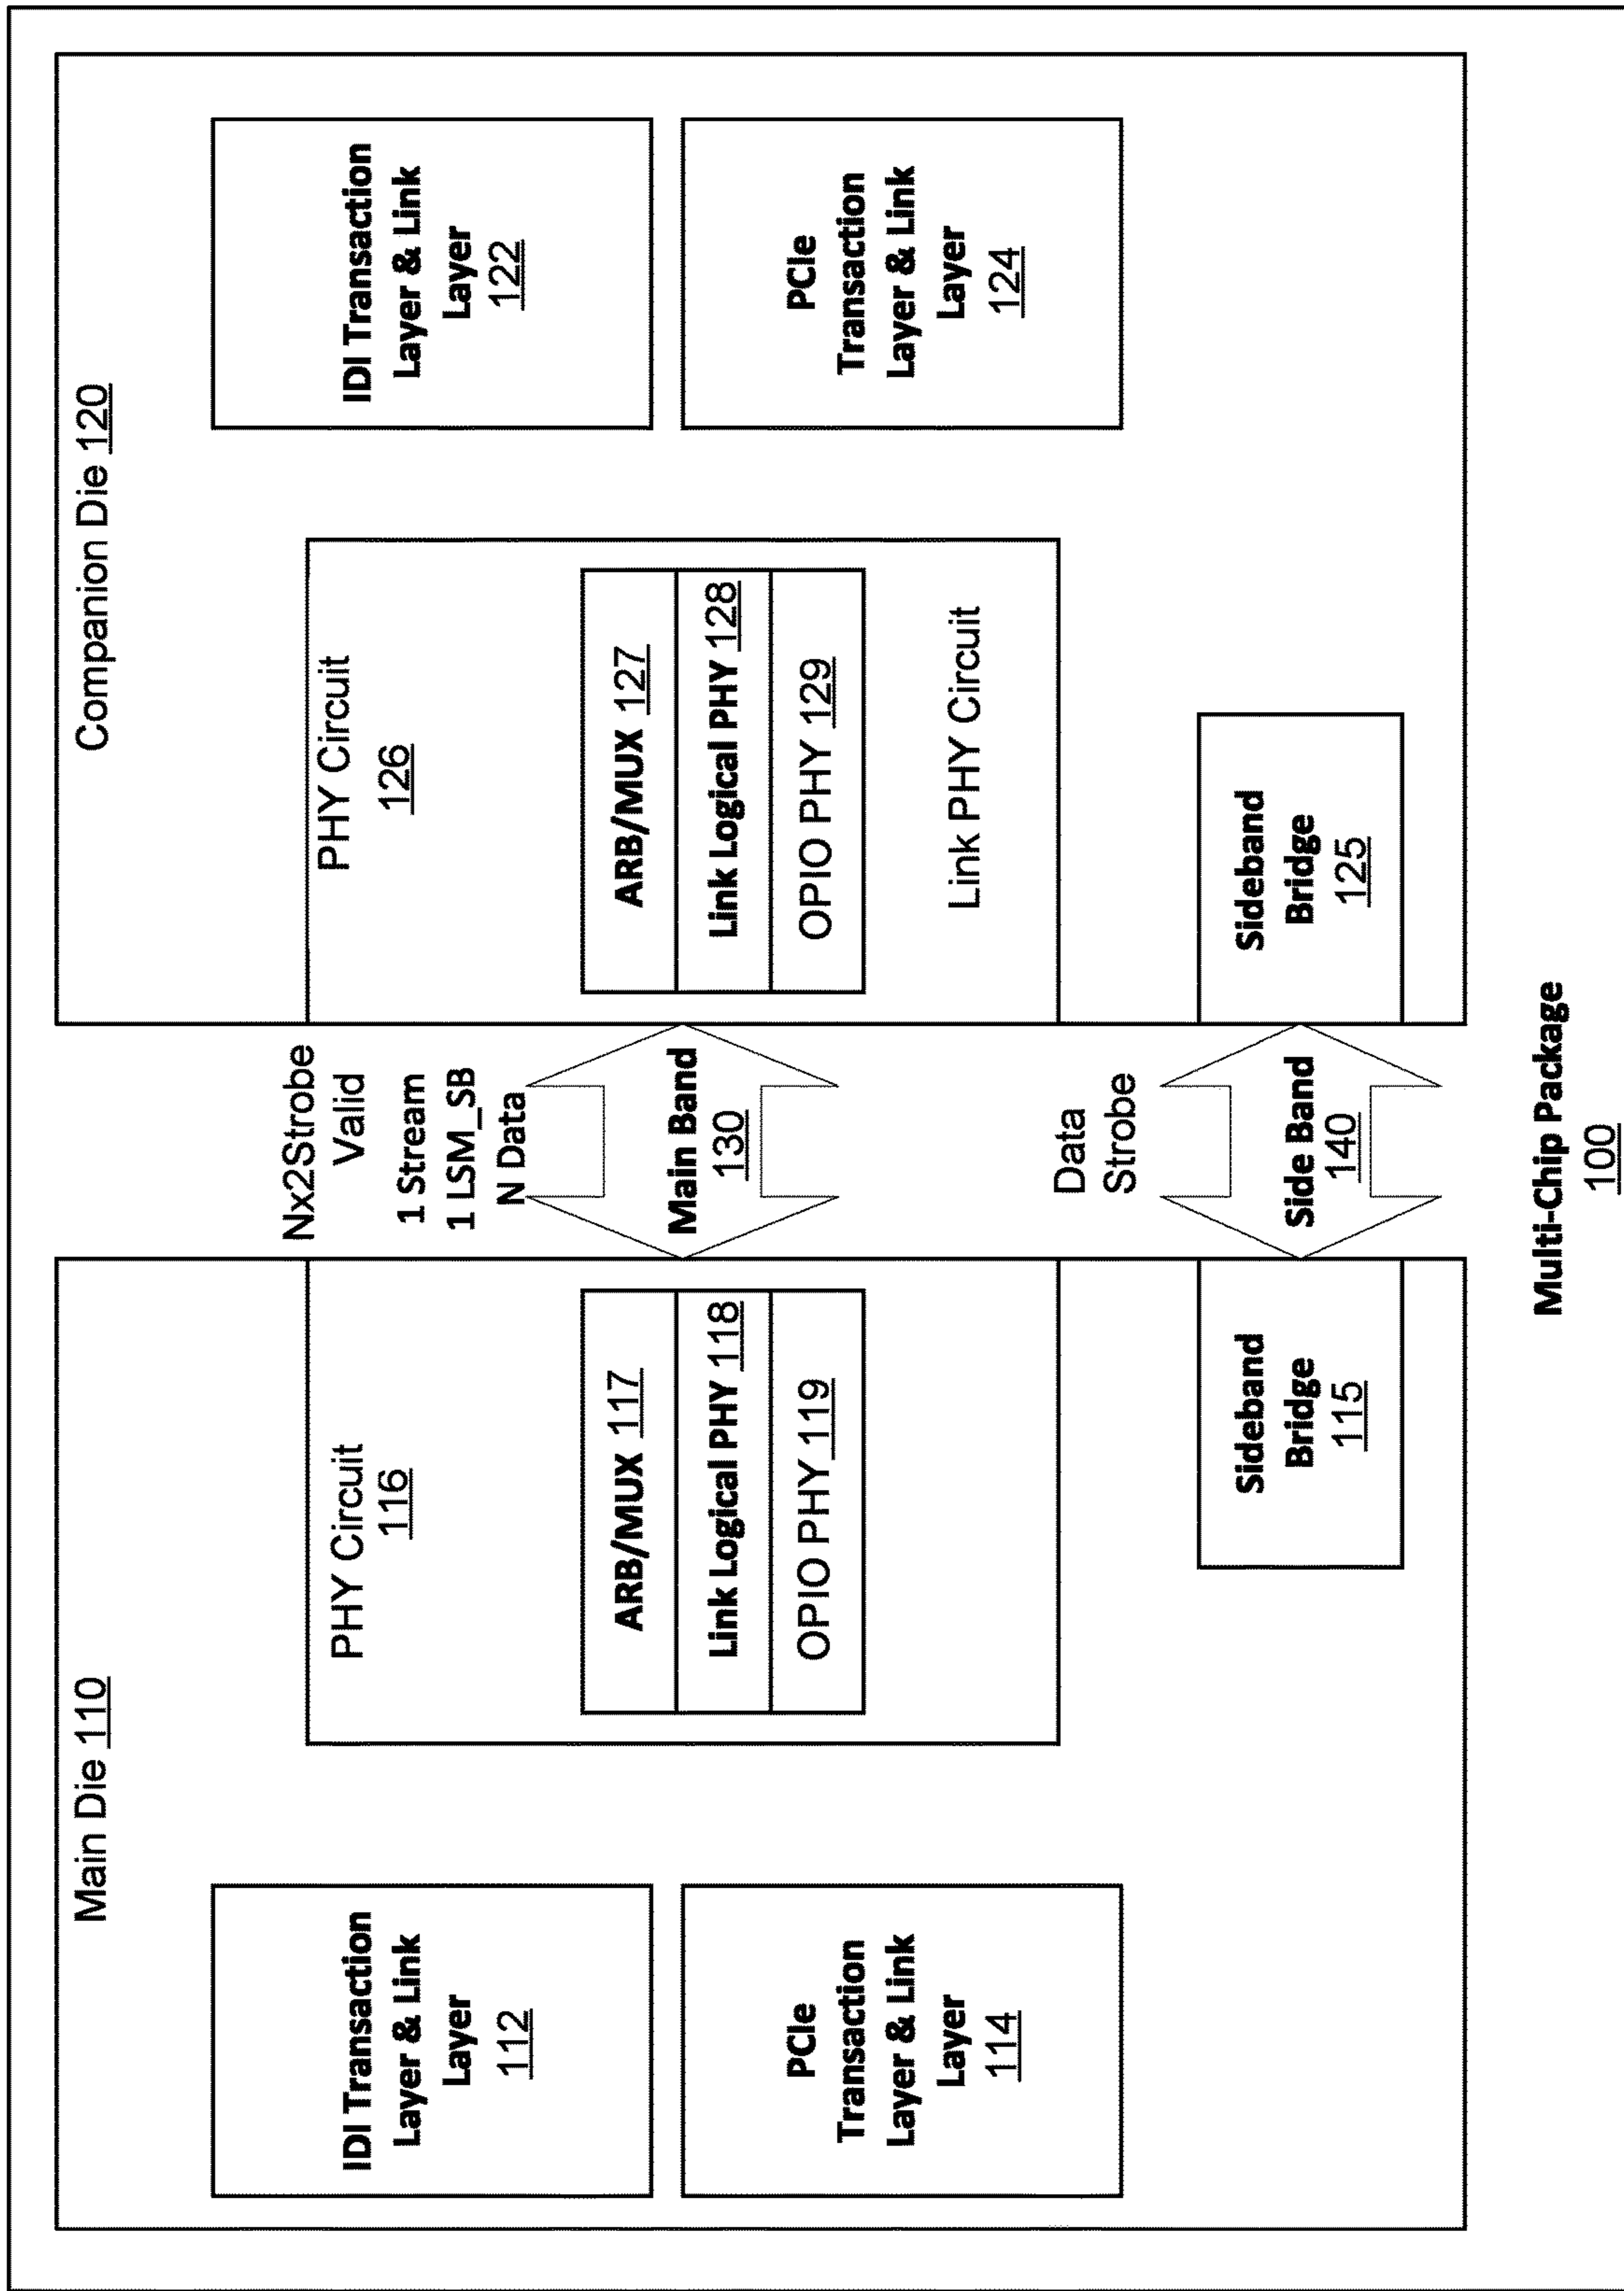 Main Die 110
IDI Transaction
Layer & Link
Layer
112
PCIe
Transaction
Layer & Link
Layer
114
PHY Circuit
116
ARB/MUX 117
Link Logical PHY 118
OPIO PHY 119
Sideband
Bridge
115
Nx2Strobe
Valid
1 Stream
1 LSM_SB
N Data
Main Band
130
Data
Strobe
Side Band
140
Companion Die 120
PHY Circuit
126
ARB/MUX 127
Link Logical PHY 128
OPIO PHY 129
Link PHY Circuit
Sideband
Bridge
125
IDI Transaction
Layer & Link
Layer
122
PCIe
Transaction
Layer & Link
Layer
124
Multi-Chip Package
100